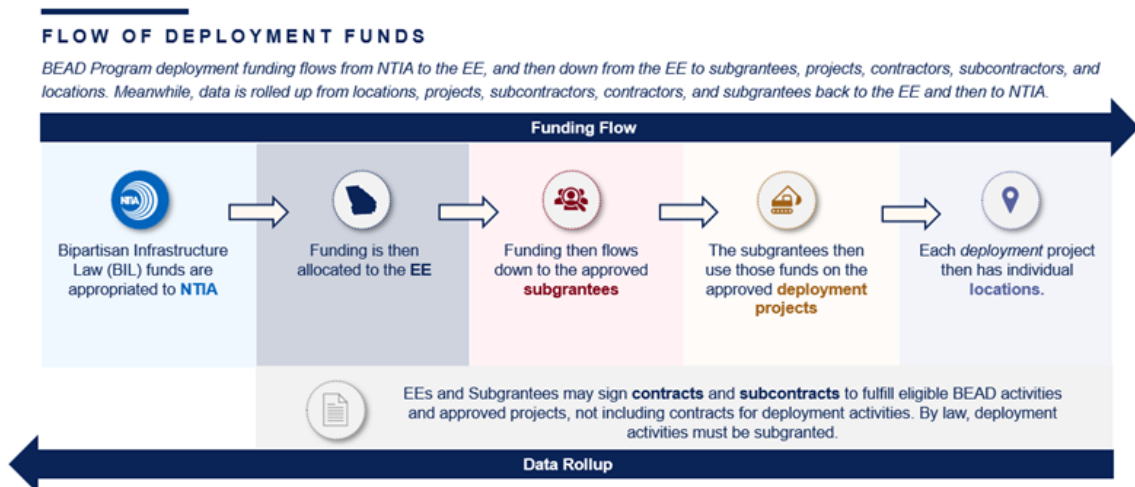 FLOW OF DEPLOYMENT FUNDS
BEAD Program deployment funding flows from NTIA to the EE, and then down from the EE to subgrantees, projects, contractors, subcontractors, and
locations. Meanwhile, data is rolled up from locations, projects, subcontractors, contractors, and subgrantees back to the EE and then to NTIA.
Funding Flow
NTIA
Bipartisan Infrastructure
Law (BIL) funds are
appropriated to NTIA
Funding is then
allocated to the EE
Funding then flows
down to the approved
subgrantees
The subgrantees then
use those funds on the
approved deployment
projects
Each deployment project
then has individual
locations.
EEs and Subgrantees may sign contracts and subcontracts to fulfill eligible BEAD activities
and approved projects, not including contracts for deployment activities. By law, deployment
activities must be subgranted.
Data Rollup